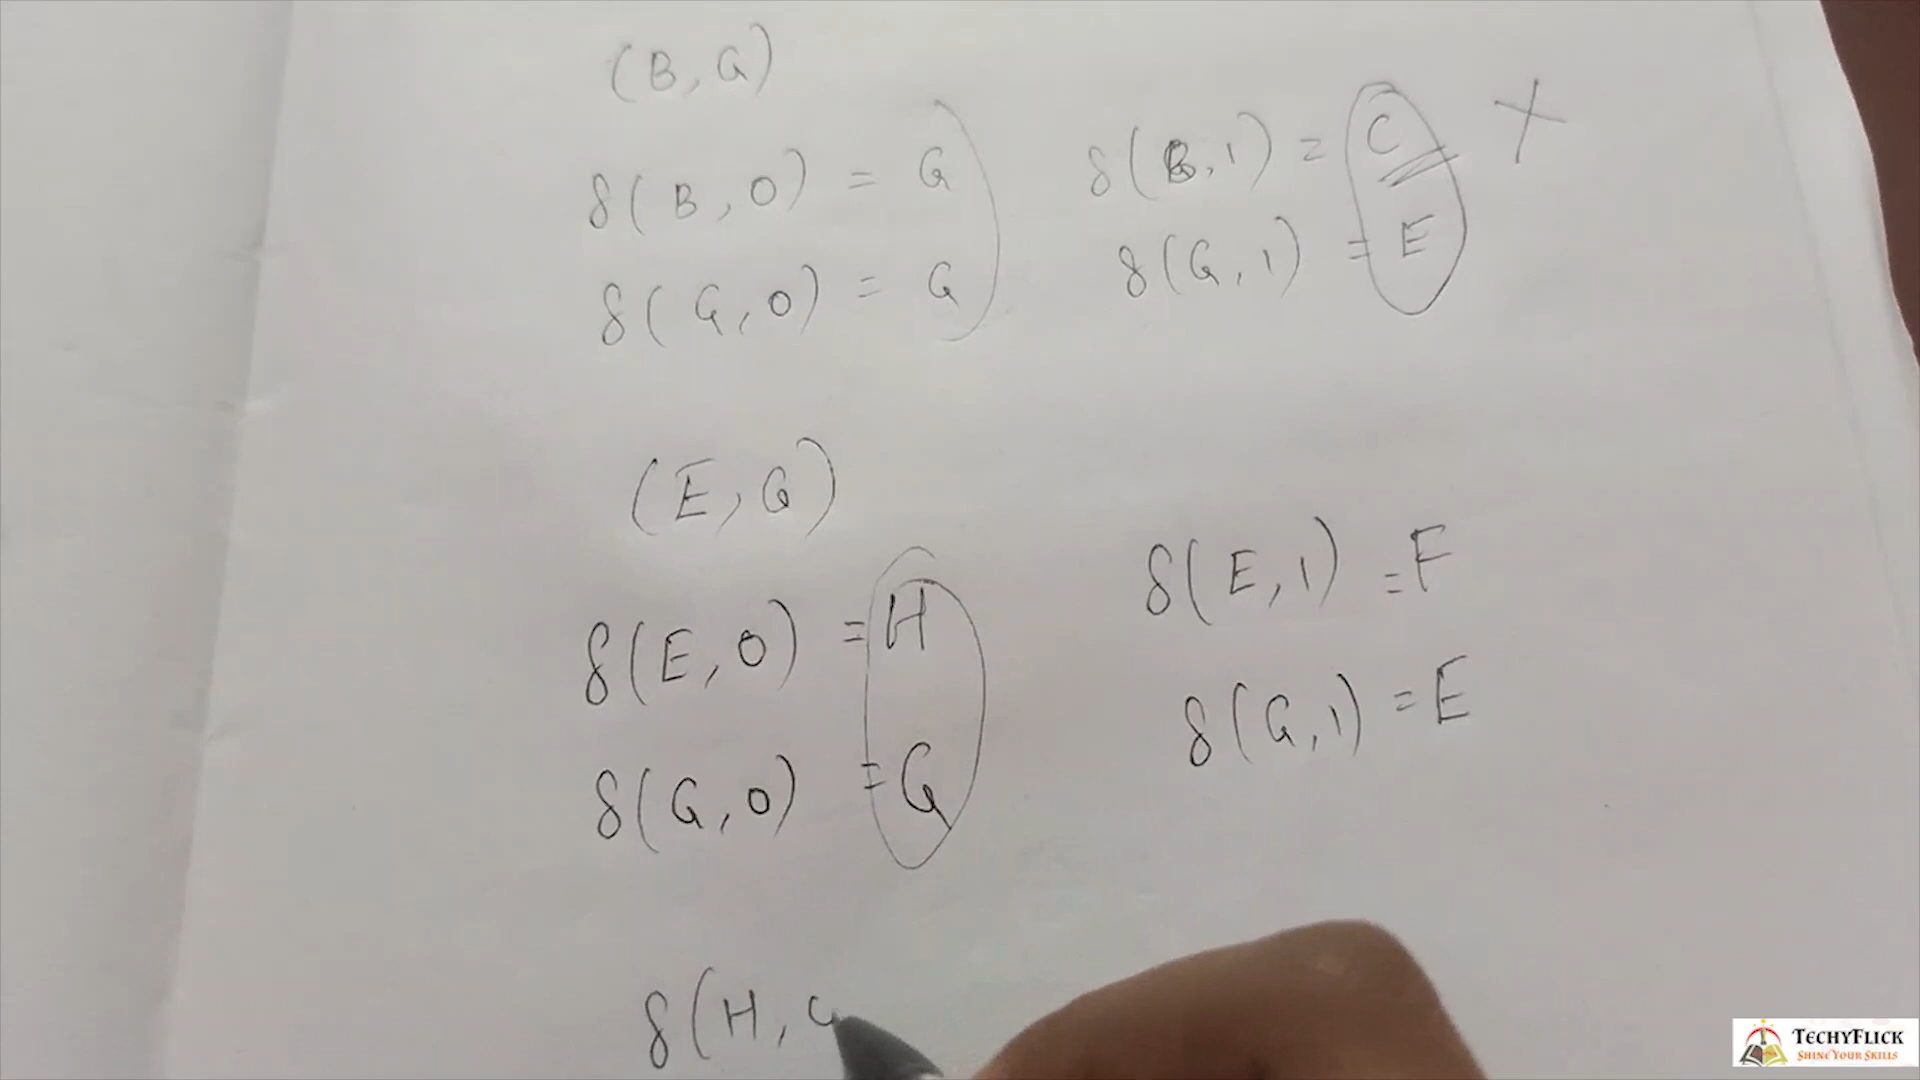 (B, G)
δ(B, 0) = G
δ(G, 0) = G
δ(B, 1) = C X
δ(G, 1) = E
(E, G)
δ(E, 0) = H
δ(G, 0) = G
δ(E, 1) = F
δ(G, 1) = E
δ(H, G
TECHYFLICK
SHINE YOUR SKILLS